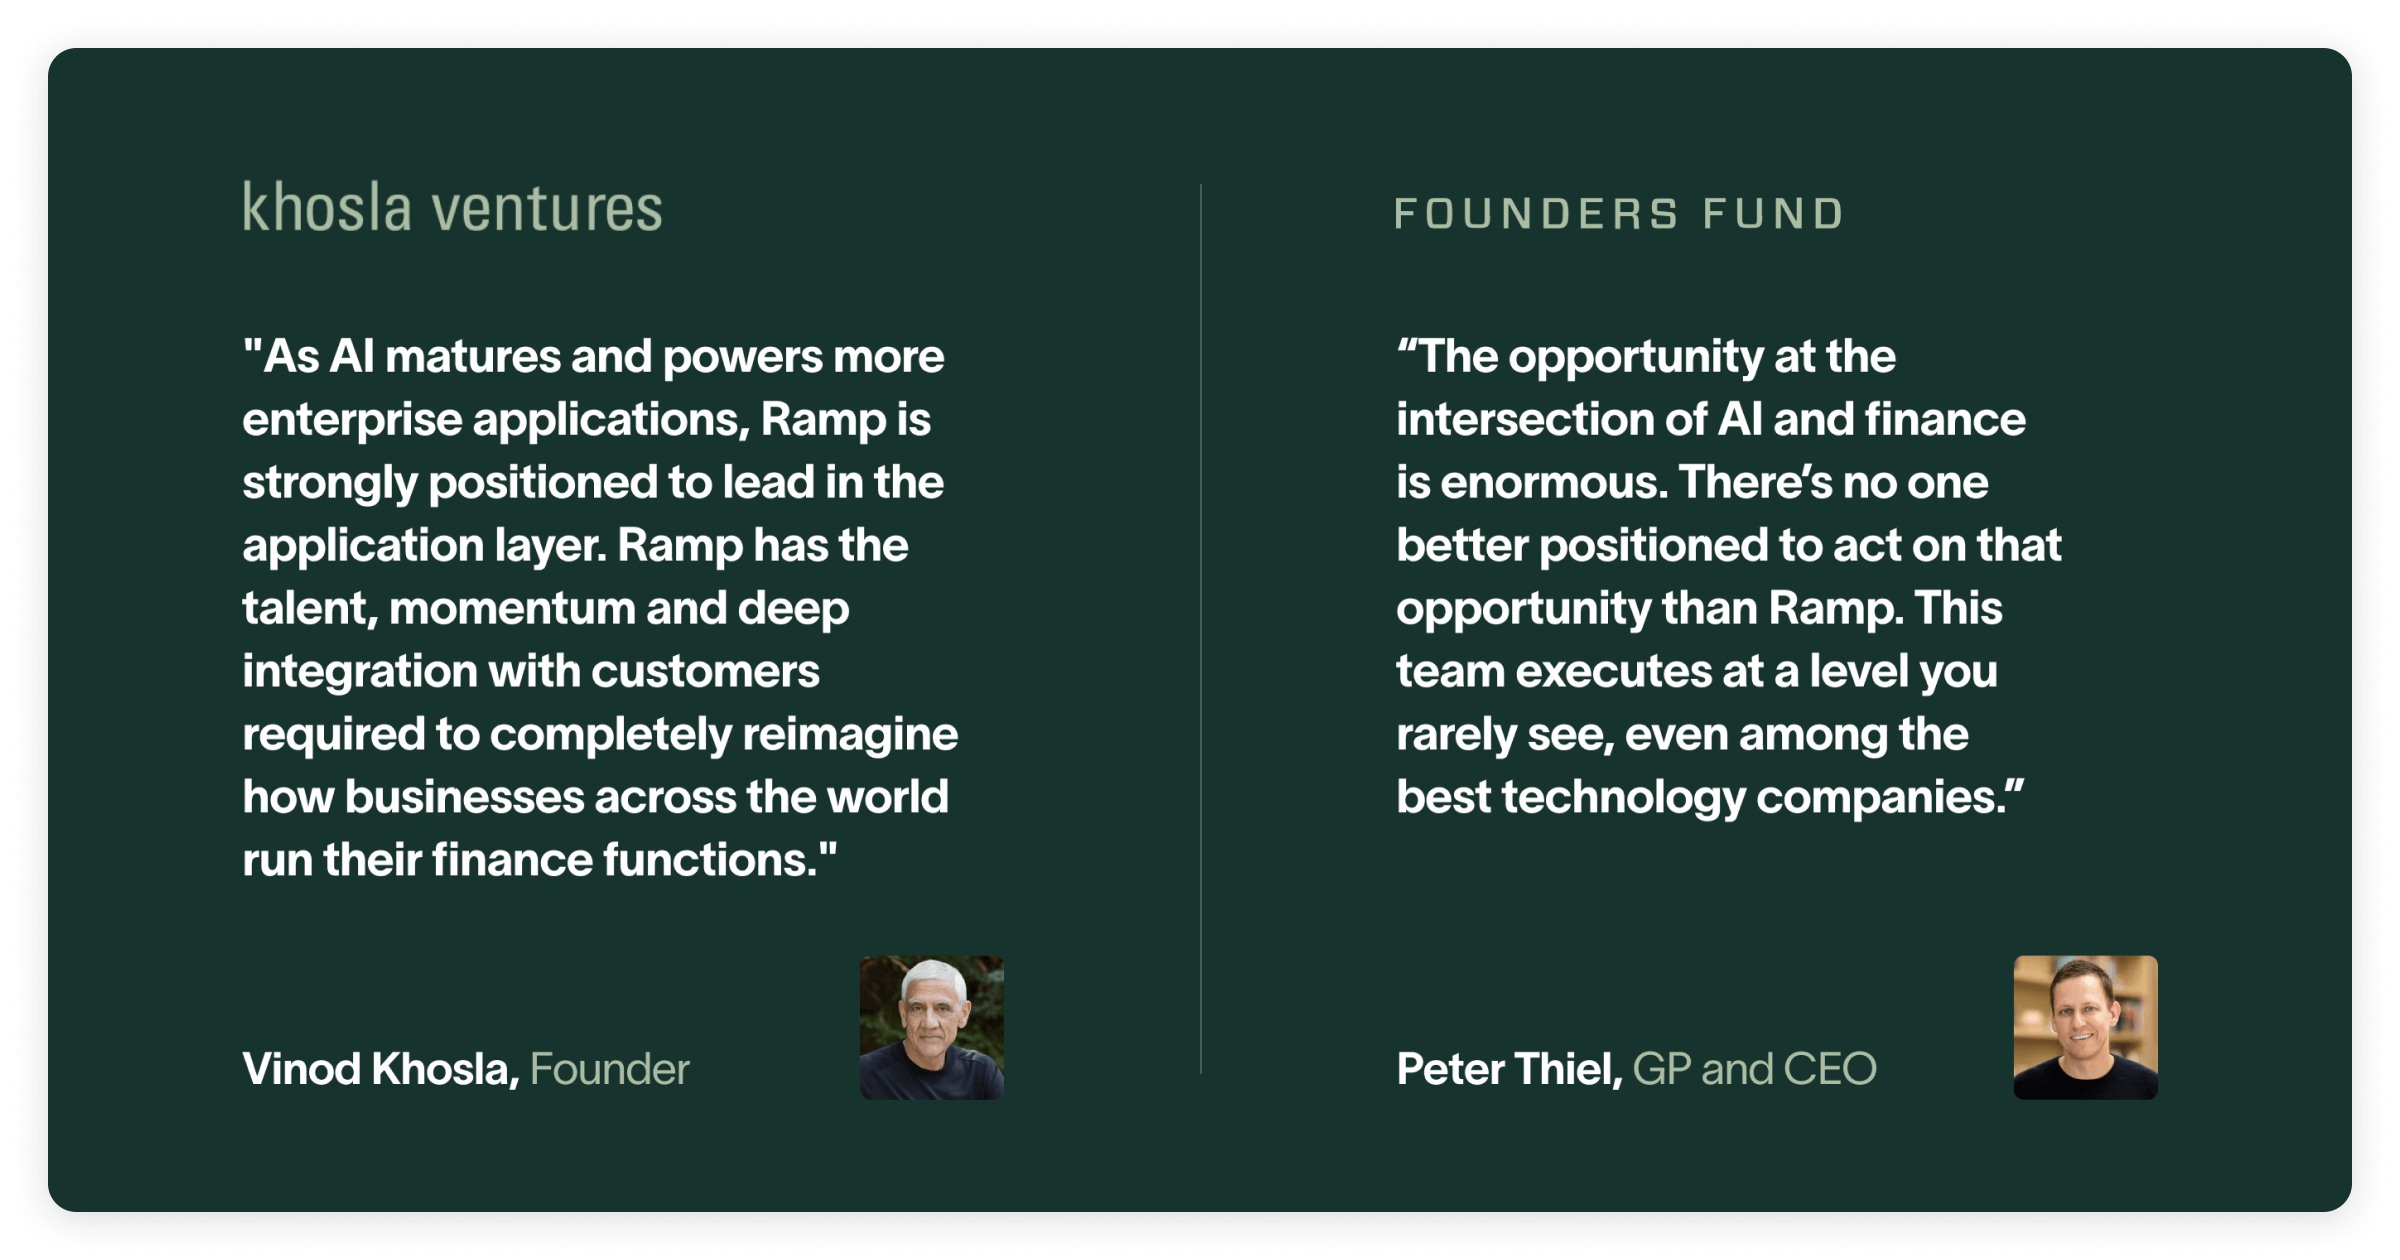 khosla ventures
"As AI matures and powers more
enterprise applications, Ramp is
strongly positioned to lead in the
application layer. Ramp has the
talent, momentum and deep
integration with customers
required to completely reimagine
how businesses across the world
run their finance functions."
Vinod Khosla, Founder
FOUNDERS FUND
“The opportunity at the
intersection of AI and finance
is enormous. There’s no one
better positioned to act on that
opportunity than Ramp. This
team executes at a level you
rarely see, even among the
best technology companies.”
Peter Thiel, GP and CEO